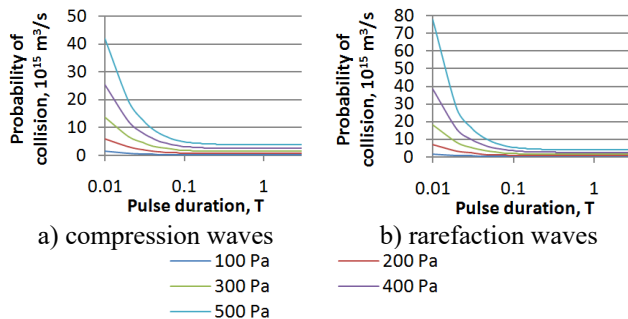 Probability of
collision, 10¹⁵ m³/s
50
40
30
20
10
0
0.01
0.1
1
Pulse duration, T
a) compression waves
Probability of
collision, 10¹⁵ m³/s
80
70
60
50
40
30
20
10
0
0.01
0.1
1
Pulse duration, T
b) rarefaction waves
100 Pa
200 Pa
300 Pa
400 Pa
500 Pa